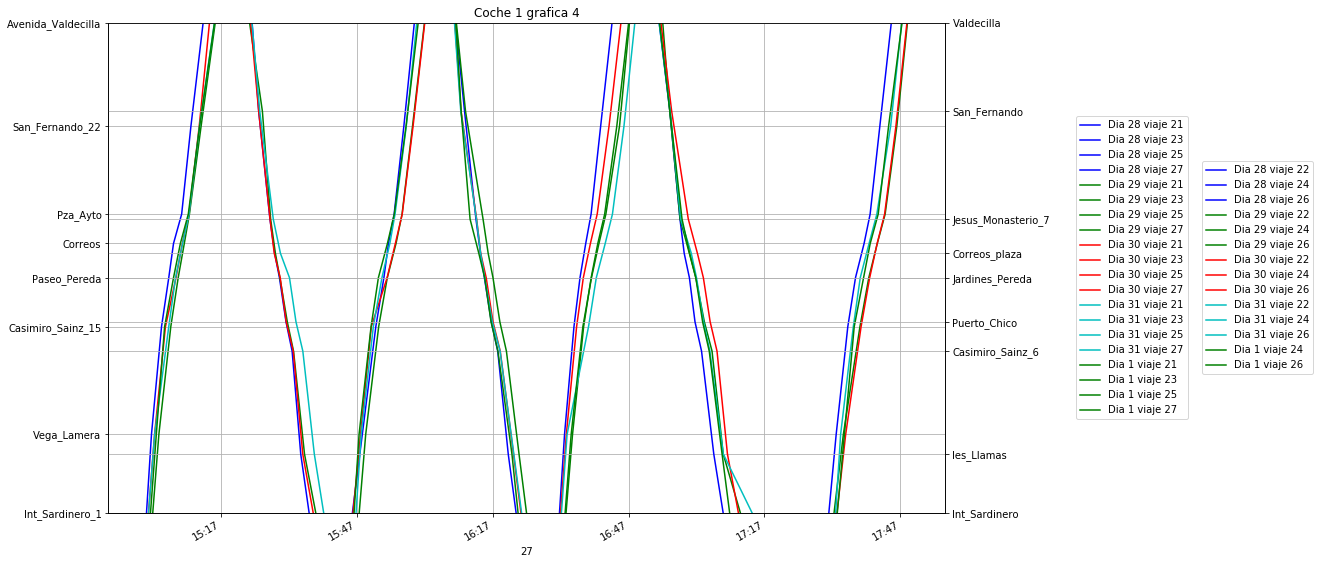 Coche 1 grafica 4
Avenida_Valdecilla
San_Fernando_22
Pza_Ayto
Correos
Paseo_Pereda
Casimiro_Sainz_15
Vega_Lamera
Int_Sardinero_1
Valdecilla
San_Fernando
Jesus_Monasterio_7
Correos_plaza
Jardines_Pereda
Puerto_Chico
Casimiro_Sainz_6
Ies_Llamas
Int_Sardinero
15:17
15:47
16:17
16:47
17:17
17:47
27
Dia 28 viaje 21
Dia 28 viaje 23
Dia 28 viaje 25
Dia 28 viaje 27
Dia 29 viaje 21
Dia 29 viaje 23
Dia 29 viaje 25
Dia 29 viaje 27
Dia 30 viaje 21
Dia 30 viaje 23
Dia 30 viaje 25
Dia 30 viaje 27
Dia 31 viaje 21
Dia 31 viaje 23
Dia 31 viaje 25
Dia 31 viaje 27
Dia 1 viaje 21
Dia 1 viaje 23
Dia 1 viaje 25
Dia 1 viaje 27
Dia 28 viaje 22
Dia 28 viaje 24
Dia 28 viaje 26
Dia 29 viaje 22
Dia 29 viaje 24
Dia 29 viaje 26
Dia 30 viaje 22
Dia 30 viaje 24
Dia 30 viaje 26
Dia 31 viaje 22
Dia 31 viaje 24
Dia 31 viaje 26
Dia 1 viaje 24
Dia 1 viaje 26